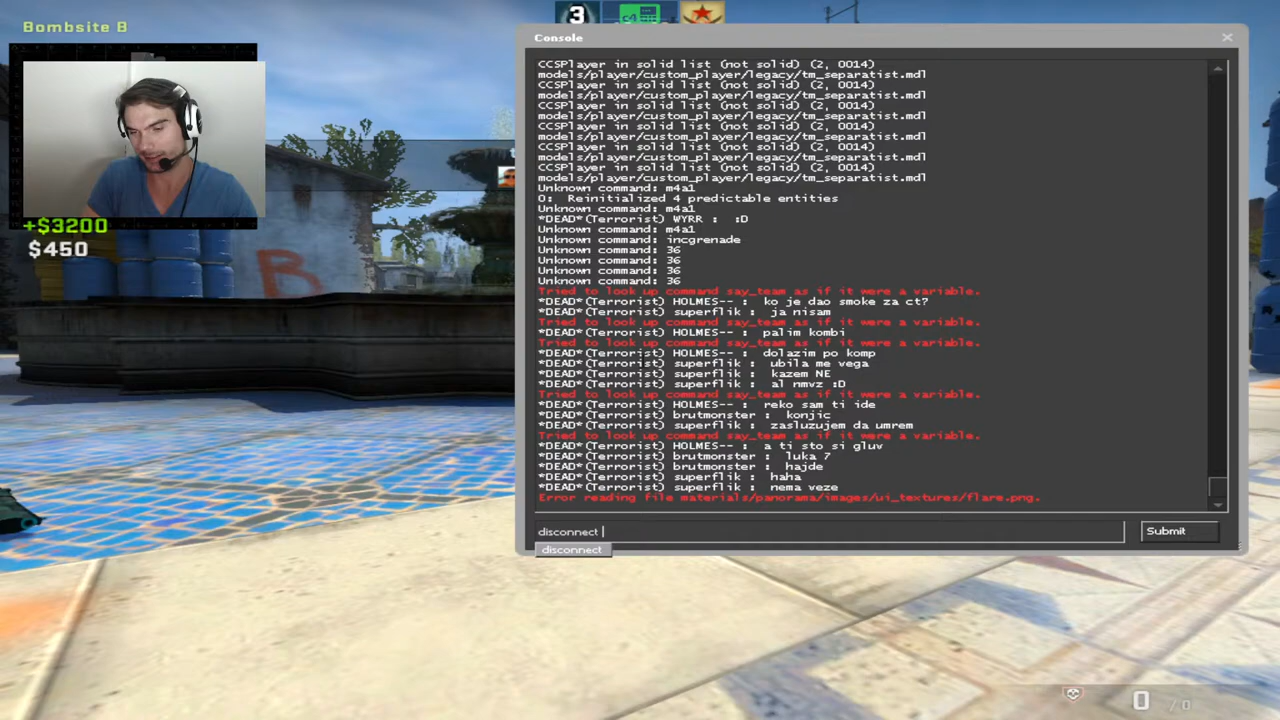 Bombsite B
3
C4
+$3200
$450
B
Console
CCSPlayer in solid list (not solid) (2, 0014)
models/player/custom_player/legacy/tm_separatist.mdl
CCSPlayer in solid list (not solid) (2, 0014)
models/player/custom_player/legacy/tm_separatist.mdl
CCSPlayer in solid list (not solid) (2, 0014)
models/player/custom_player/legacy/tm_separatist.mdl
CCSPlayer in solid list (not solid) (2, 0014)
models/player/custom_player/legacy/tm_separatist.mdl
CCSPlayer in solid list (not solid) (2, 0014)
models/player/custom_player/legacy/tm_separatist.mdl
CCSPlayer in solid list (not solid) (2, 0014)
models/player/custom_player/legacy/tm_separatist.mdl
Unknown command: m4a1
0: Reinitialized 4 predictable entities
Unknown command: m4a1
*DEAD*(Terrorist) WYRR : :D
Unknown command: m4a1
Unknown command: incgrenade
Unknown command: 36
Unknown command: 36
Unknown command: 36
Unknown command: 36
Tried to look up command say_team as if it were a variable.
*DEAD*(Terrorist) HOLMES-- : ko je dao smoke za ct?
*DEAD*(Terrorist) superflik : ja nisam
Tried to look up command say_team as if it were a variable.
*DEAD*(Terrorist) HOLMES-- : palim kombi
Tried to look up command say_team as if it were a variable.
*DEAD*(Terrorist) HOLMES-- : dolazim po komp
*DEAD*(Terrorist) superflik : ubila me vega
*DEAD*(Terrorist) superflik : kazem NE
*DEAD*(Terrorist) superflik : al nmvz :D
Tried to look up command say_team as if it were a variable.
*DEAD*(Terrorist) HOLMES-- : reko sam ti ide
*DEAD*(Terrorist) brutmonster : konjic
*DEAD*(Terrorist) superflik : zasluzujem da umrem
Tried to look up command say_team as if it were a variable.
*DEAD*(Terrorist) HOLMES-- : a ti sto si gluv
*DEAD*(Terrorist) brutmonster : luka ?
*DEAD*(Terrorist) brutmonster : hajde
*DEAD*(Terrorist) superflik : haha
*DEAD*(Terrorist) superflik : nema veze
Error reading file materials/panorama/images/ui_textures/flare.png.
disconnect
Submit
disconnect
0 / 0